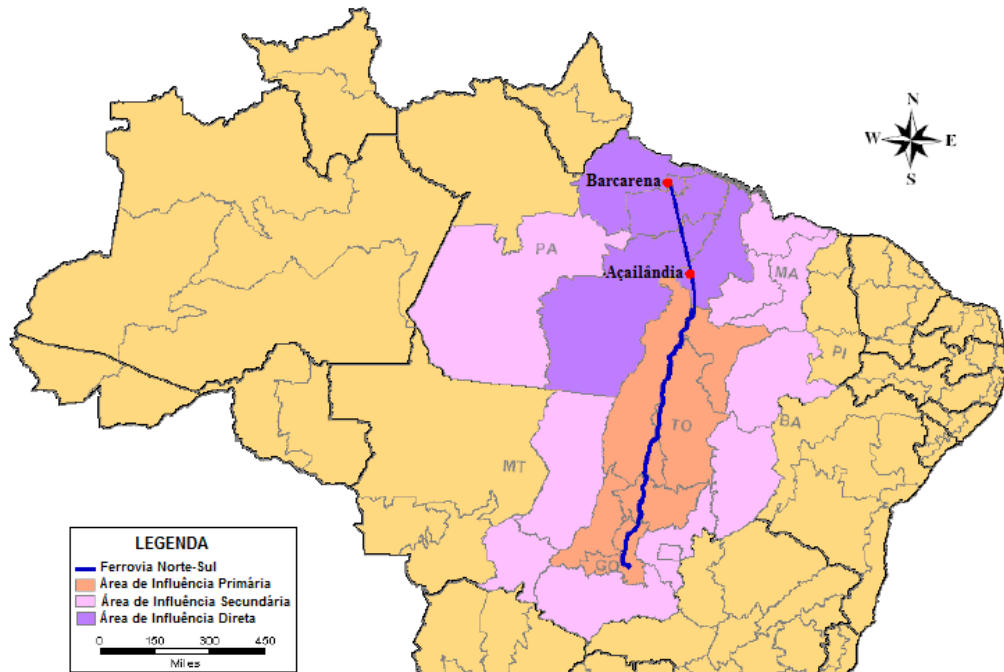 N
W E
S
Barcarena
PA
Açailândia
MA
PI
TO
BA
MT
GO
LEGENDA
Ferrovia Norte-Sul
Área de Influência Primária
Área de Influência Secundária
Área de Influência Direta
0 150 300 450
Miles